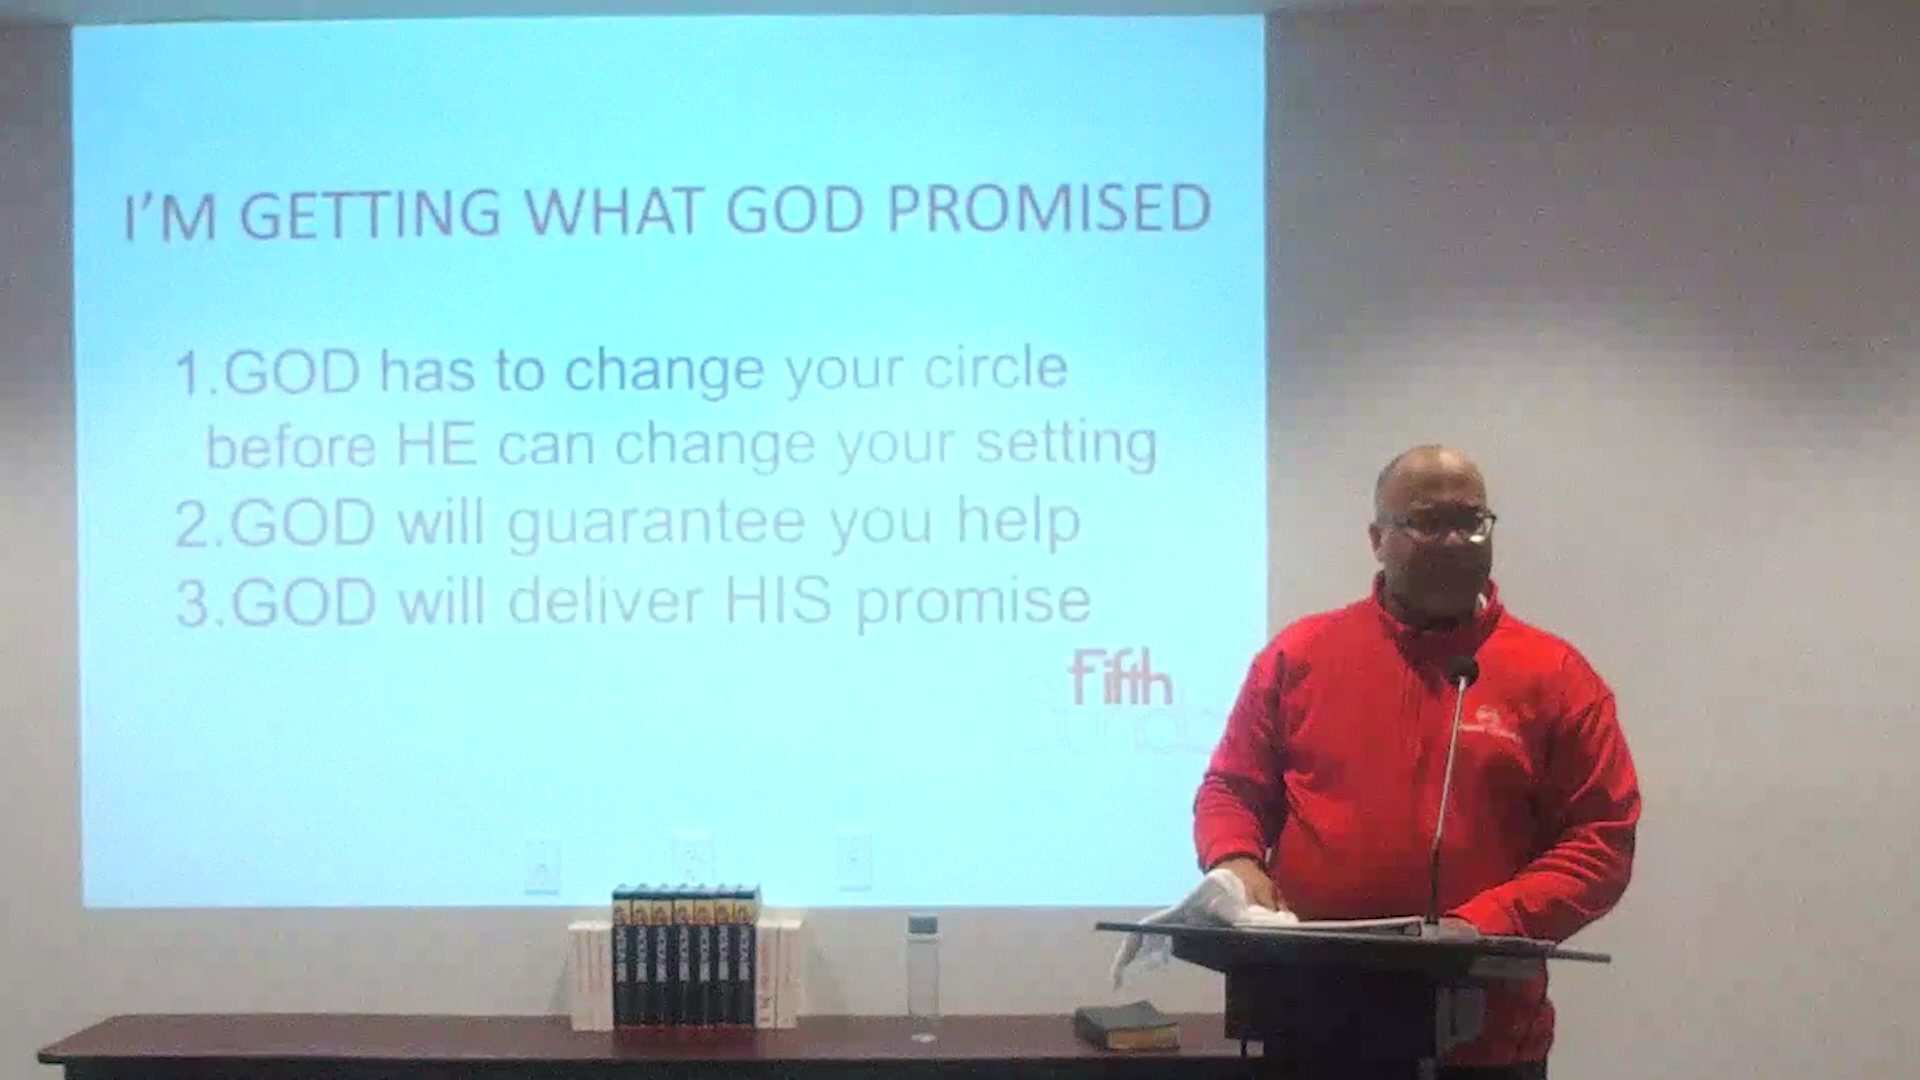 I'M GETTING WHAT GOD PROMISED
1.GOD has to change your circle
before HE can change your setting
2.GOD will guarantee you help
3.GOD will deliver HIS promise
Fifth